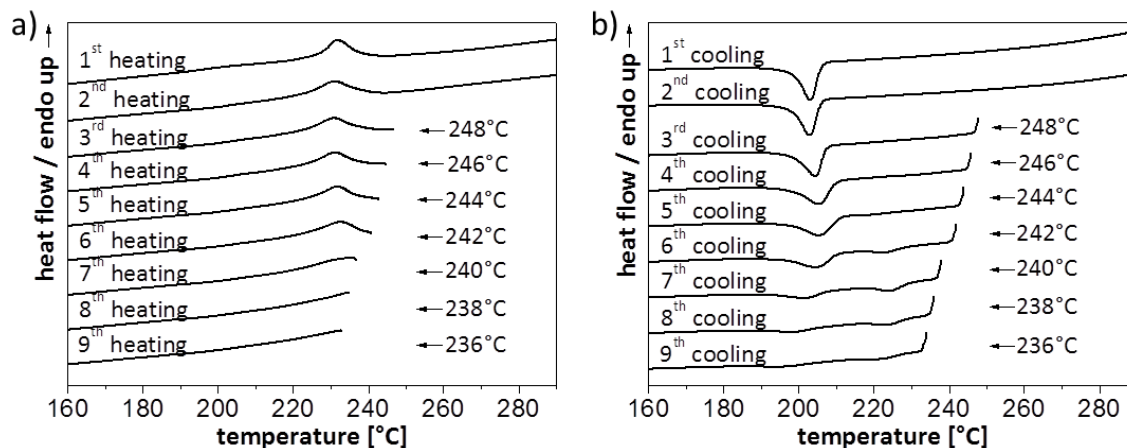 a)
heat flow / endo up →
1st heating
2nd heating
3rd heating
4th heating
5th heating
6th heating
7th heating
8th heating
9th heating
←248°C
←246°C
←244°C
←242°C
←240°C
←238°C
←236°C
160 180 200 220 240 260 280
temperature [°C]
b)
heat flow / endo up →
1st cooling
2nd cooling
3rd cooling
4th cooling
5th cooling
6th cooling
7th cooling
8th cooling
9th cooling
←248°C
←246°C
←244°C
←242°C
←240°C
←238°C
←236°C
160 180 200 220 240 260 280
temperature [°C]